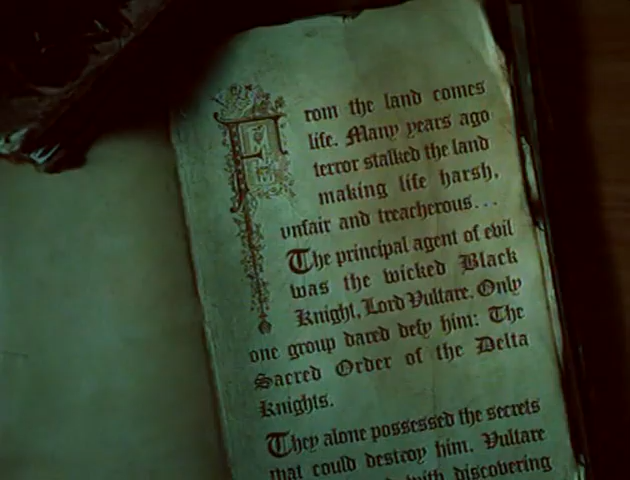 From the land comes
life. Many years ago
terror stalked the land
making life harsh,
unfair and treacherous...
The principal agent of evil
was the wicked Black
Knight, Lord Vultare. Only
one group dared defy him: The
Sacred Order of the Delta
Knights.
They alone possessed the secrets
that could destroy him. Vultare
with discovering